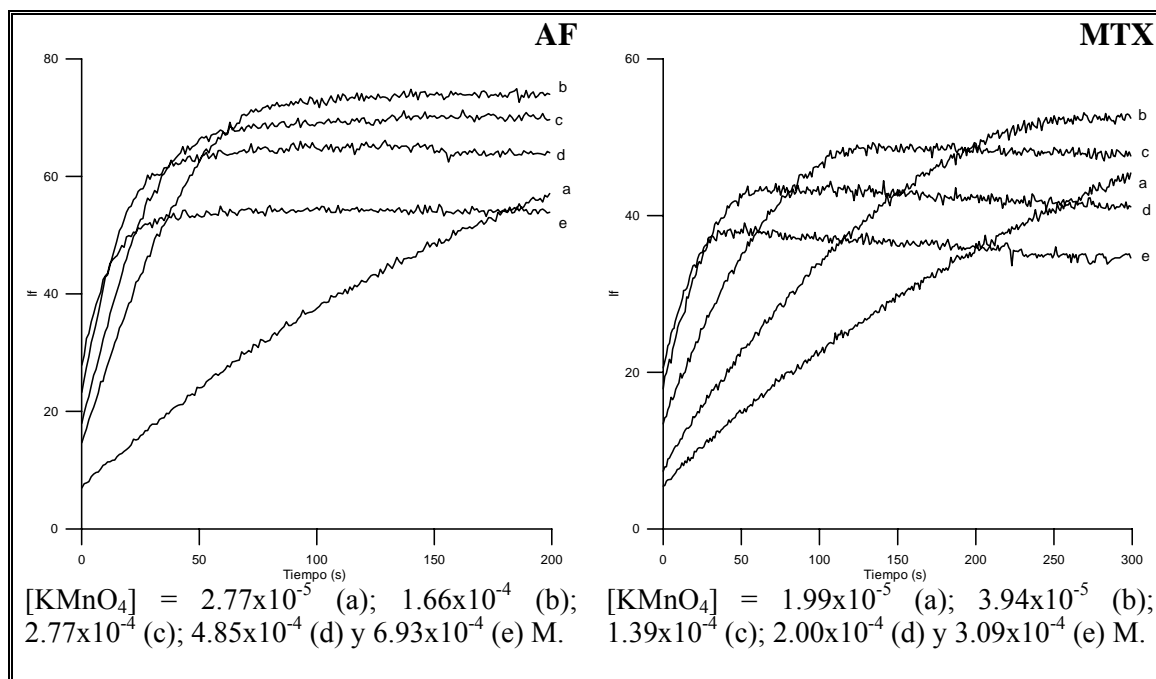 AF
80
60
40
20
0
If
b
c
d
a
e
0 50 100 150 200
Tiempo (s)
[KMnO4] = 2.77x10-5 (a); 1.66x10-4 (b);
2.77x10-4 (c); 4.85x10-4 (d) y 6.93x10-4 (e) M.
MTX
60
40
20
0
If
b
c
a
d
e
0 50 100 150 200 250 300
Tiempo (s)
[KMnO4] = 1.99x10-5 (a); 3.94x10-5 (b);
1.39x10-4 (c); 2.00x10-4 (d) y 3.09x10-4 (e) M.